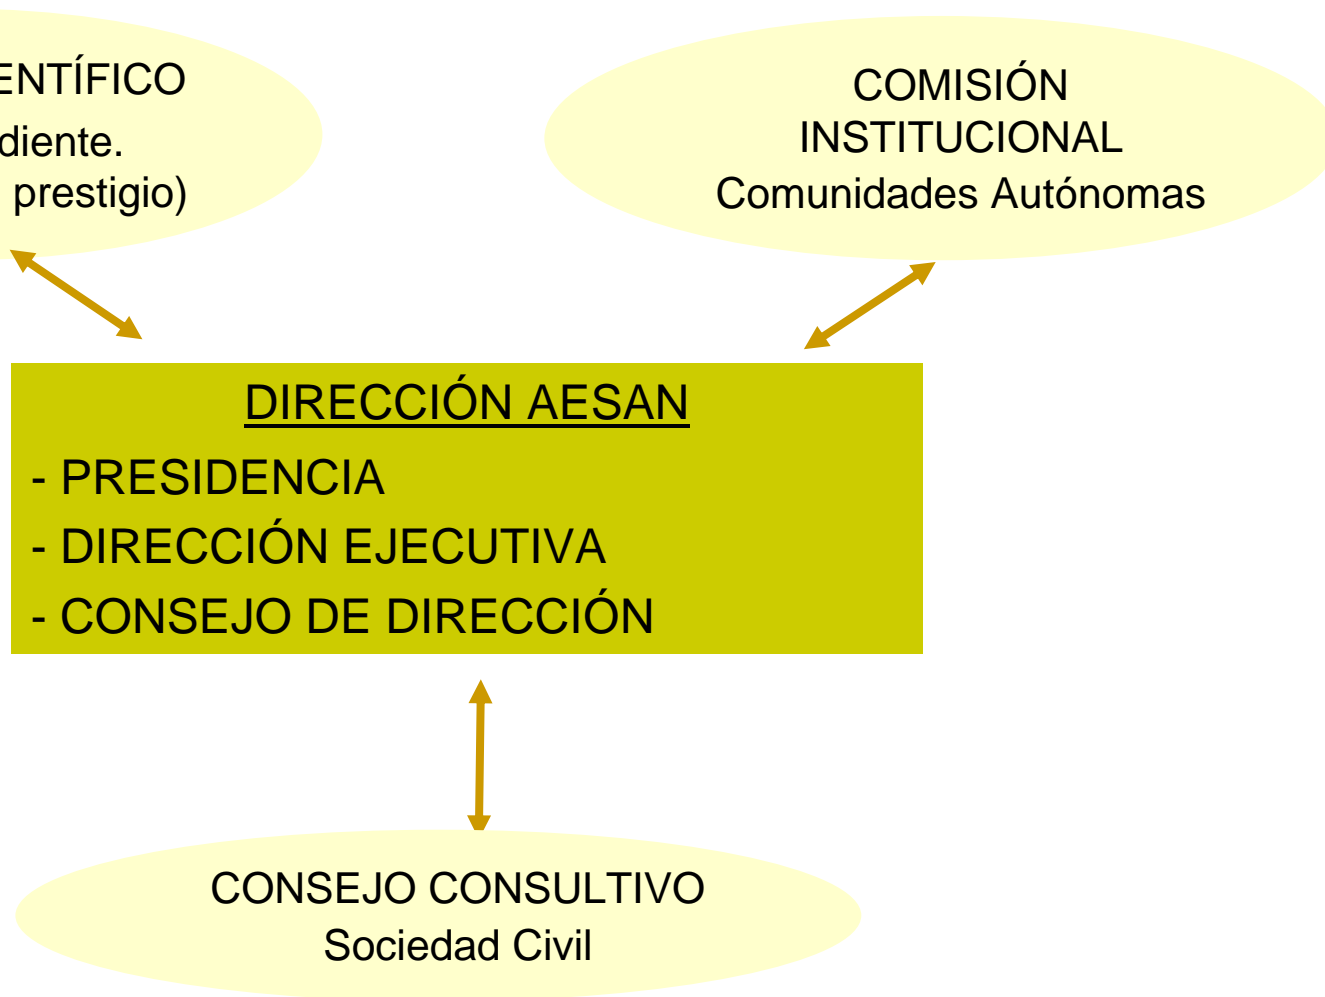 ENTÍFICO
diente.
prestigio)
COMISIÓN
INSTITUCIONAL
Comunidades Autónomas
DIRECCIÓN AESAN
- PRESIDENCIA
- DIRECCIÓN EJECUTIVA
- CONSEJO DE DIRECCIÓN
CONSEJO CONSULTIVO
Sociedad Civil